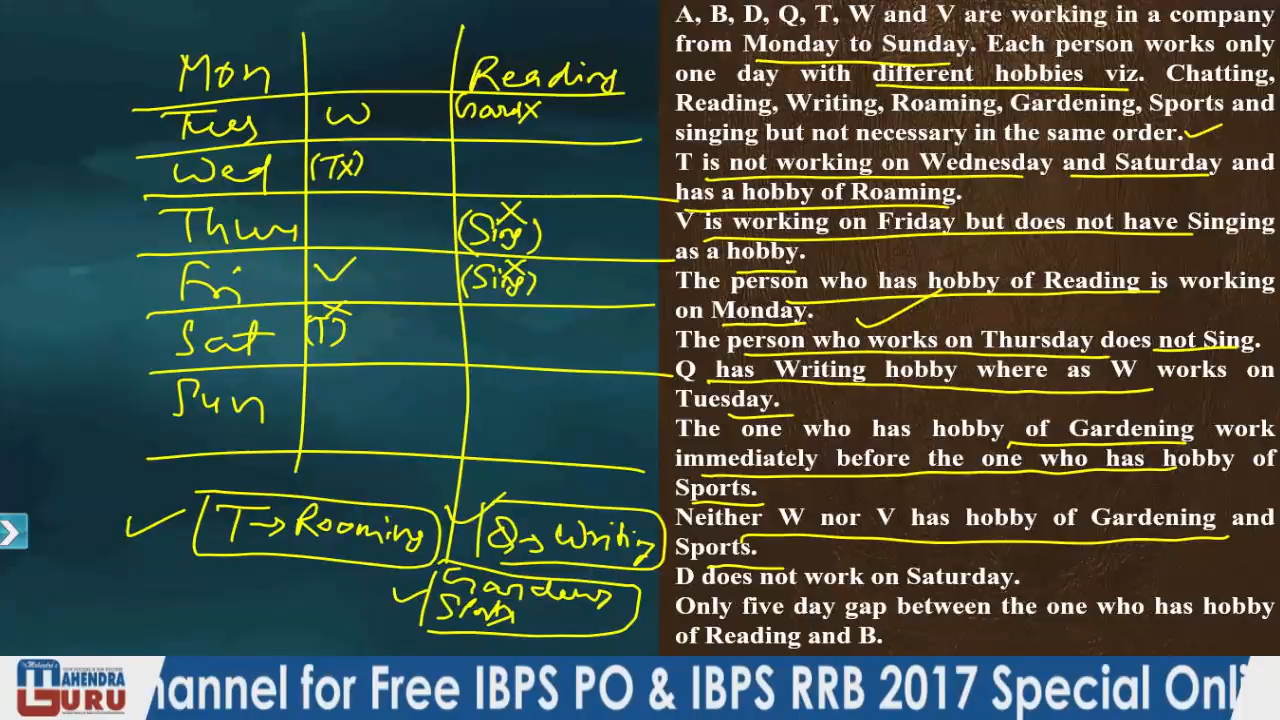 Mon Reading
Tues W Gard X
Wed (TX)
Thurs (Sing) X
Fri V (Sing) X
Sat (T) X
Sun
T → Rooming Q → Writing
Sports
A, B, D, Q, T, W and V are working in a company
from Monday to Sunday. Each person works only
one day with different hobbies viz. Chatting,
Reading, Writing, Roaming, Gardening, Sports and
singing but not necessary in the same order.
T is not working on Wednesday and Saturday and
has a hobby of Roaming.
V is working on Friday but does not have Singing
as a hobby.
The person who has hobby of Reading is working
on Monday.
The person who works on Thursday does not Sing.
Q has Writing hobby where as W works on
Tuesday.
The one who has hobby of Gardening work
immediately before the one who has hobby of
Sports.
Neither W nor V has hobby of Gardening and
Sports.
D does not work on Saturday.
Only five day gap between the one who has hobby
of Reading and B.
Mahendra's
MAHENDRA
GURU
hannel for Free IBPS PO & IBPS RRB 2017 Special Onli